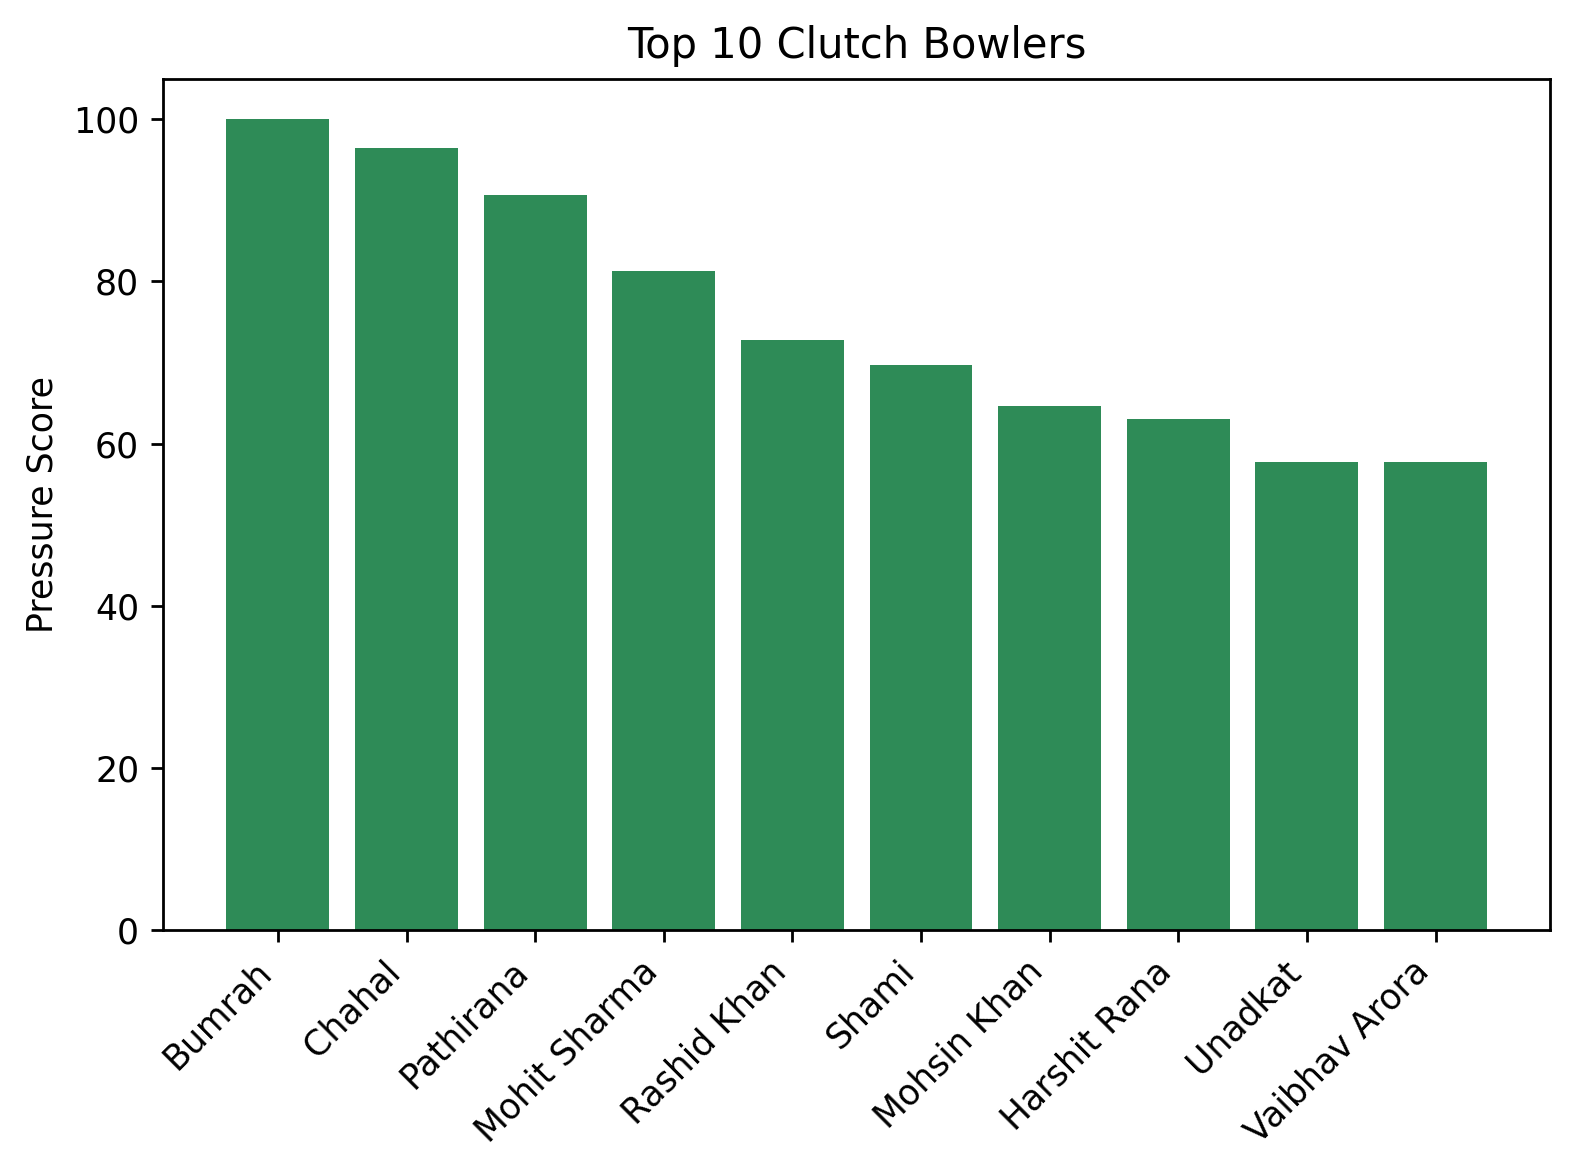 Top 10 Clutch Bowlers
Pressure Score
100
80
60
40
20
0
Bumrah
Chahal
Pathirana
Mohit Sharma
Rashid Khan
Shami
Mohsin Khan
Harshit Rana
Unadkat
Vaibhav Arora